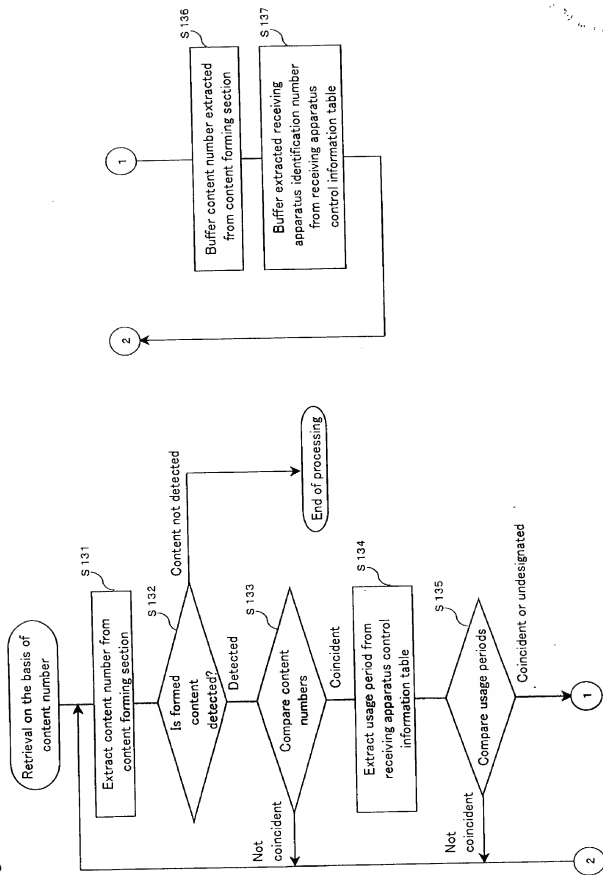 Retrieval on the basis of
content number
S 131
Extract content number from
content forming section
S 132
Is formed
content
detected?
Content not detected
Detected
End of processing
S 133
Compare content
numbers
Not
coincident
Coincident
S 134
Extract usage period from
receiving apparatus control
information table
S 135
Compare usage periods
Not
coincident
Coincident or undesignated
1
2
1
S 136
Buffer content number extracted
from content forming section
S 137
Buffer extracted receiving
apparatus identification number
from receiving apparatus
control information table
2